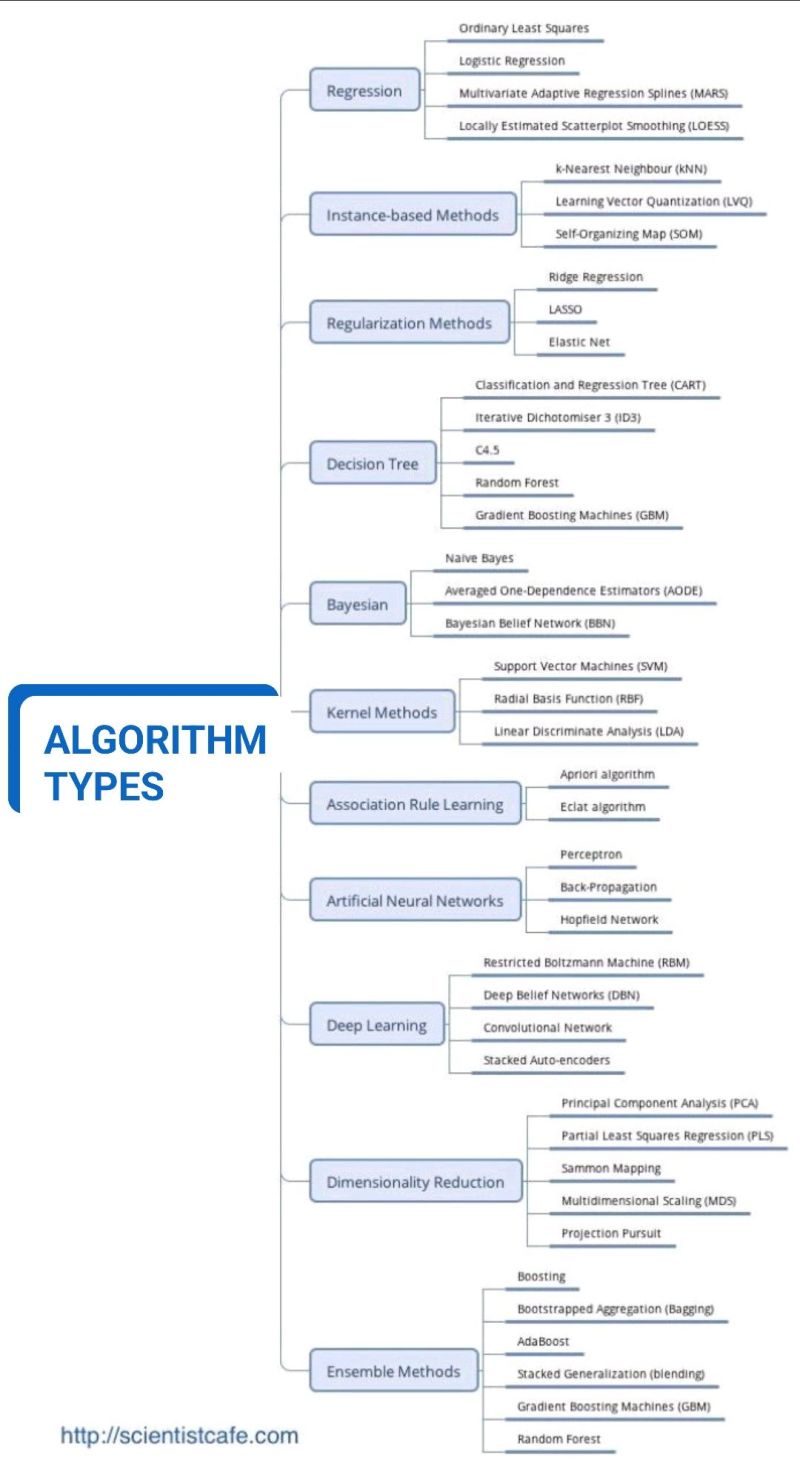 Ordinary Least Squares
Logistic Regression
Regression
Multivariate Adaptive Regression Splines (MARS)
Locally Estimated Scatterplot Smoothing (LOESS)
k-Nearest Neighbour (kNN)
Instance-based Methods
Learning Vector Quantization (LVQ)
Self-Organizing Map (SOM)
Ridge Regression
Regularization Methods
LASSO
Elastic Net
Classification and Regression Tree (CART)
Iterative Dichotomiser 3 (ID3)
Decision Tree
C4.5
Random Forest
Gradient Boosting Machines (GBM)
Naive Bayes
Bayesian
Averaged One-Dependence Estimators (AODE)
Bayesian Belief Network (BBN)
ALGORITHM
TYPES
Support Vector Machines (SVM)
Kernel Methods
Radial Basis Function (RBF)
Linear Discriminate Analysis (LDA)
Association Rule Learning
Apriori algorithm
Eclat algorithm
Perceptron
Artificial Neural Networks
Back-Propagation
Hopfield Network
Restricted Boltzmann Machine (RBM)
Deep Learning
Deep Belief Networks (DBN)
Convolutional Network
Stacked Auto-encoders
Principal Component Analysis (PCA)
Partial Least Squares Regression (PLS)
Dimensionality Reduction
Sammon Mapping
Multidimensional Scaling (MDS)
Projection Pursuit
Boosting
Bootstrapped Aggregation (Bagging)
Ensemble Methods
AdaBoost
Stacked Generalization (blending)
Gradient Boosting Machines (GBM)
Random Forest
http://scientistcafe.com